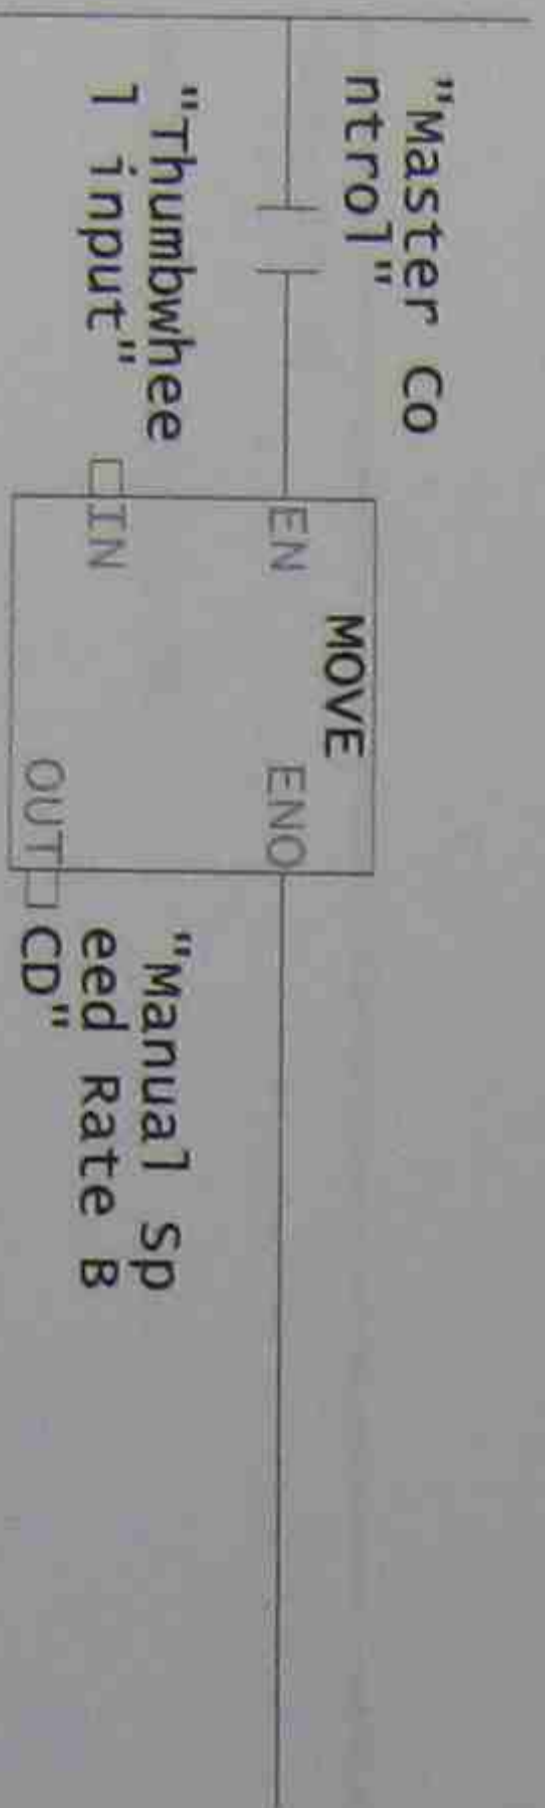 "Master Co
ntrol"
MOVE
EN
ENO
"Thumbwhee
l input"
IN
OUT
"Manual Sp
eed Rate B
CD"